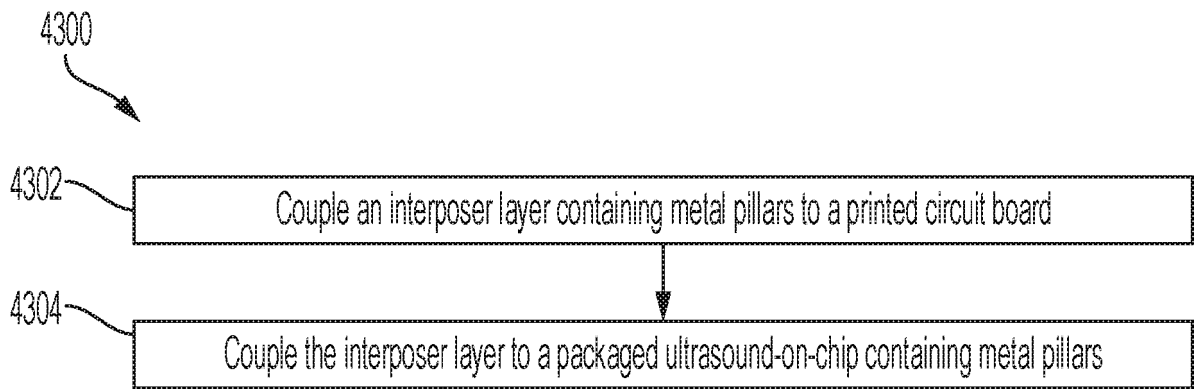 4300
4302
Couple an interposer layer containing metal pillars to a printed circuit board
4304
Couple the interposer layer to a packaged ultrasound-on-chip containing metal pillars